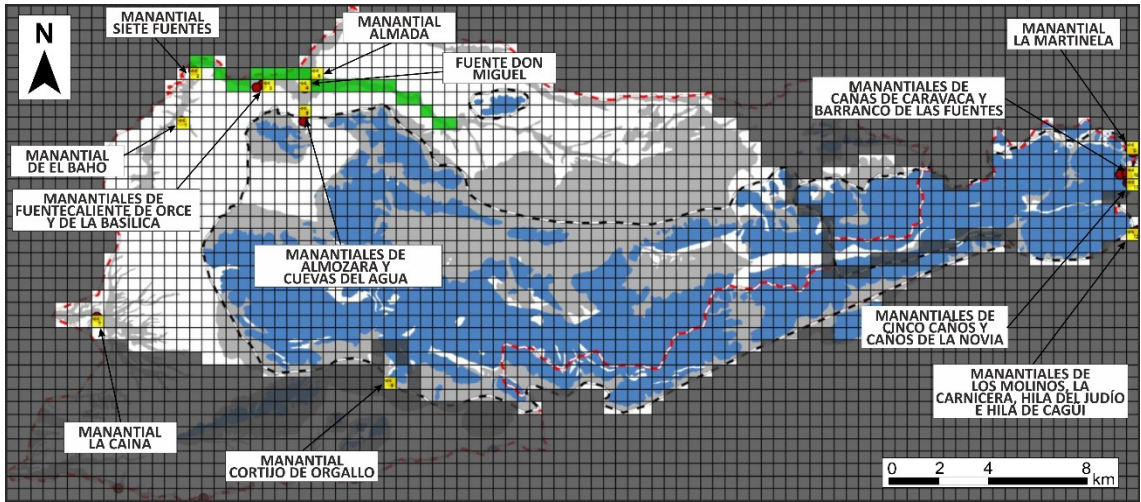 MANANTIAL
SIETE FUENTES
MANANTIAL
ALMADA
MANANTIAL
LA MARTINELA
N
FUENTE DON
MIGUEL
MANANTIALES DE
CAÑAS DE CARAVACA Y
BARRANCO DE LAS FUENTES
MANANTIAL
DE EL BAHO
MANANTIALES DE
FUENTECALIENTE DE ORCE
Y DE LA BASÍLICA
MANANTIALES DE
ALMOZARA Y
CUEVAS DEL AGUA
MANANTIALES DE
CINCO CAÑOS Y
CAÑOS DE LA NOVIA
MANANTIALES DE
LOS MOLINOS, LA
CARNICERA, HILA DEL JUDÍO
E HILA DE CAGÜI
MANANTIAL
LA CAINA
MANANTIAL
CORTIJO DE ORGALLO
0 2 4 8
km